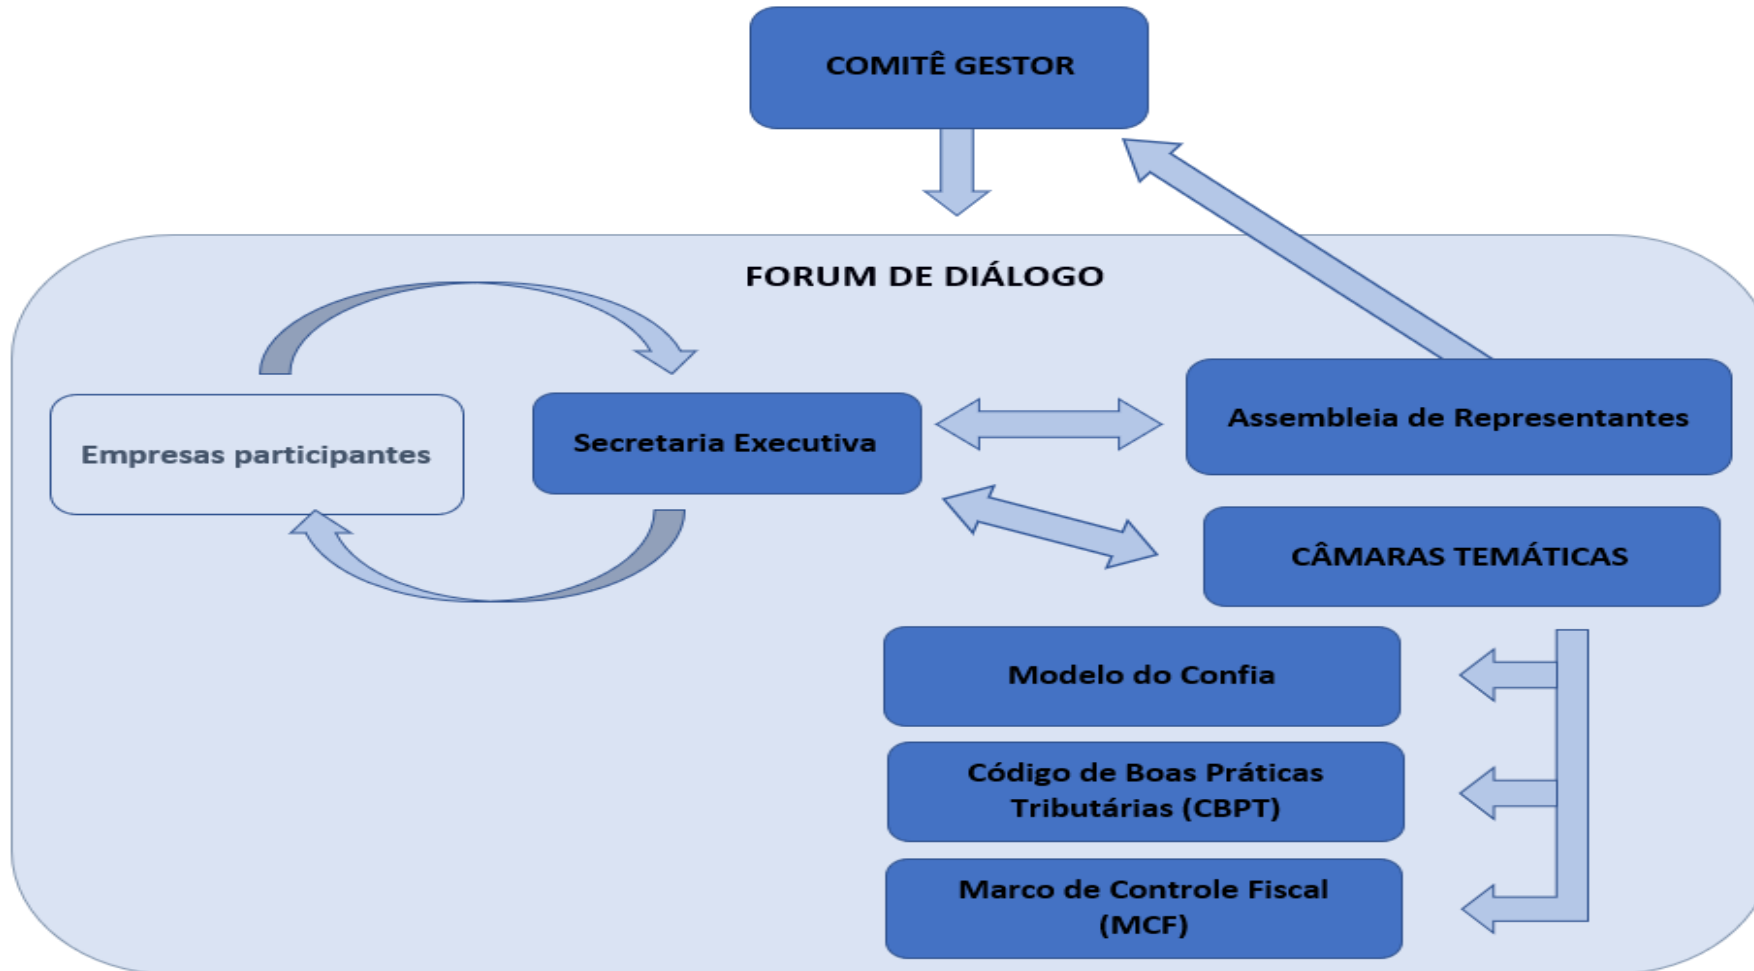 COMITÊ GESTOR
FORUM DE DIÁLOGO
Empresas participantes
Secretaria Executiva
Assembleia de Representantes
CÂMARAS TEMÁTICAS
Modelo do Confia
Código de Boas Práticas
Tributárias (CBPT)
Marco de Controle Fiscal
(MCF)